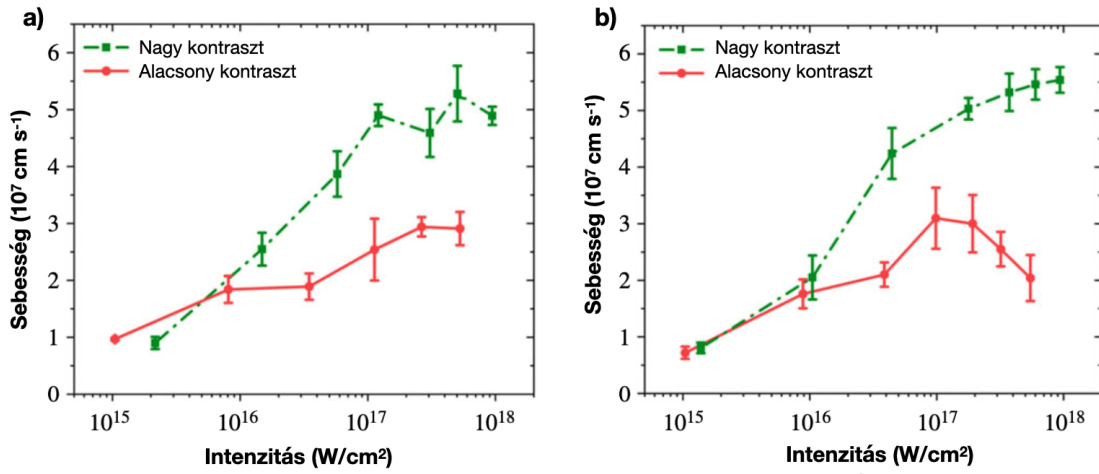 a)
Nagy kontraszt
Alacsony kontraszt
6
5
4
3
2
1
0
Sebesség (10⁷ cm s⁻¹)
10¹⁵ 10¹⁶ 10¹⁷ 10¹⁸
Intenzitás (W/cm²)
b)
Nagy kontraszt
Alacsony kontraszt
6
5
4
3
2
1
0
Sebesség (10⁷ cm s⁻¹)
10¹⁵ 10¹⁶ 10¹⁷ 10¹⁸
Intenzitás (W/cm²)